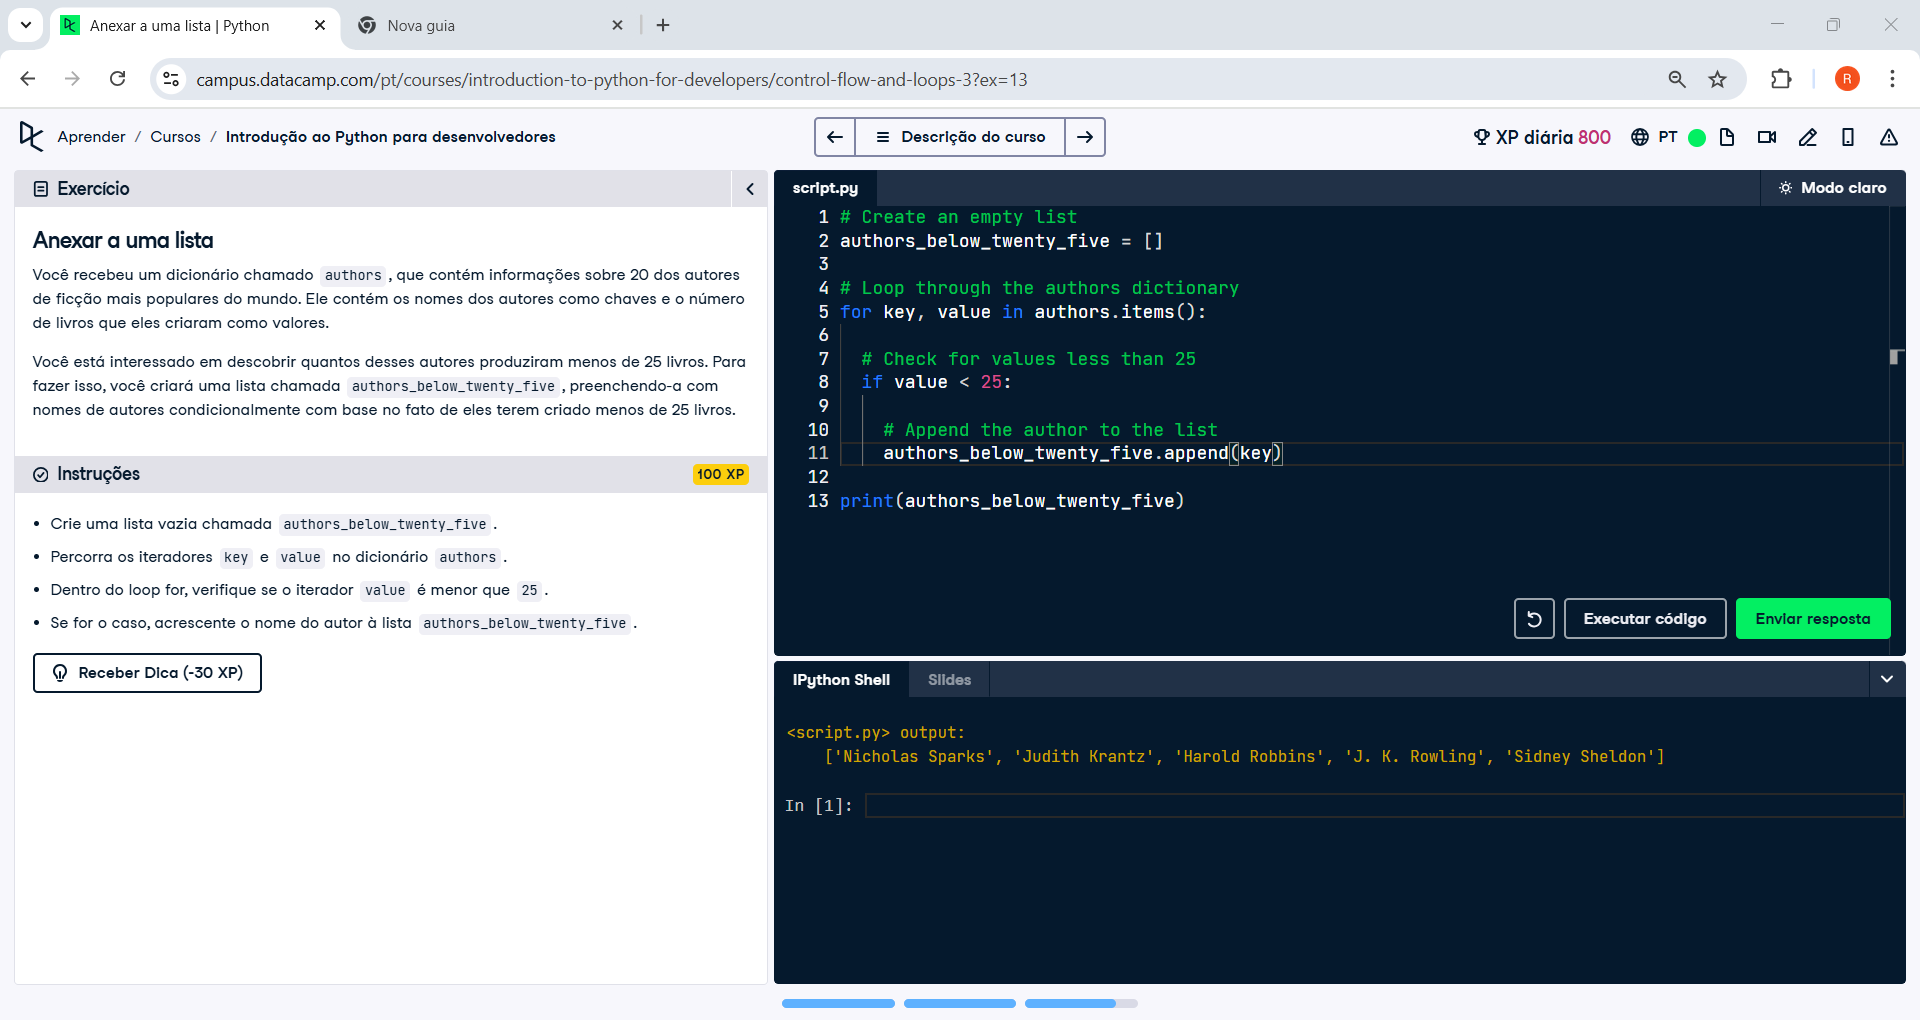 Anexar a uma lista | Python
Nova guia
campus.datacamp.com/pt/courses/introduction-to-python-for-developers/control-flow-and-loops-3?ex=13
R
Aprender / Cursos / Introdução ao Python para desenvolvedores
Descrição do curso
XP diária 800
PT
Exercício
Anexar a uma lista
Você recebeu um dicionário chamado authors, que contém informações sobre 20 dos autores
de ficção mais populares do mundo. Ele contém os nomes dos autores como chaves e o número
de livros que eles criaram como valores.
Você está interessado em descobrir quantos desses autores produziram menos de 25 livros. Para
fazer isso, você criará uma lista chamada authors_below_twenty_five, preenchendo-a com
nomes de autores condicionalmente com base no fato de eles terem criado menos de 25 livros.
Instruções
100 XP
• Crie uma lista vazia chamada authors_below_twenty_five.
• Percorra os iteradores key e value no dicionário authors.
• Dentro do loop for, verifique se o iterador value é menor que 25.
• Se for o caso, acrescente o nome do autor à lista authors_below_twenty_five.
Receber Dica (-30 XP)
script.py
Modo claro
1 # Create an empty list
2 authors_below_twenty_five = []
3
4 # Loop through the authors dictionary
5 for key, value in authors.items():
6
7 # Check for values less than 25
8 if value < 25:
9
10 # Append the author to the list
11 authors_below_twenty_five.append(key)
12
13 print(authors_below_twenty_five)
Executar código
Enviar resposta
IPython Shell
Slides
<script.py> output:
['Nicholas Sparks', 'Judith Krantz', 'Harold Robbins', 'J. K. Rowling', 'Sidney Sheldon']
In [1]: